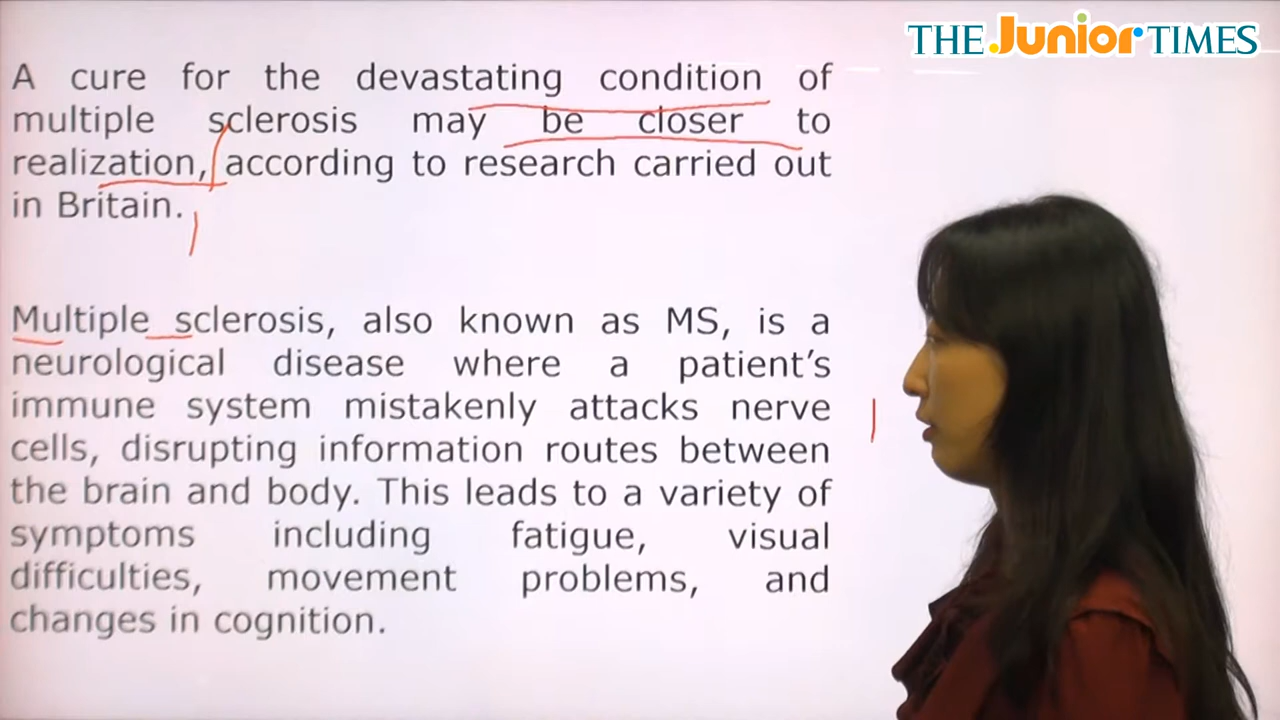 THE Junior TIMES
A cure for the devastating condition of
multiple sclerosis may be closer to
realization, according to research carried out
in Britain.
Multiple sclerosis, also known as MS, is a
neurological disease where a patient’s
immune system mistakenly attacks nerve
cells, disrupting information routes between
the brain and body. This leads to a variety of
symptoms including fatigue, visual
difficulties, movement problems, and
changes in cognition.